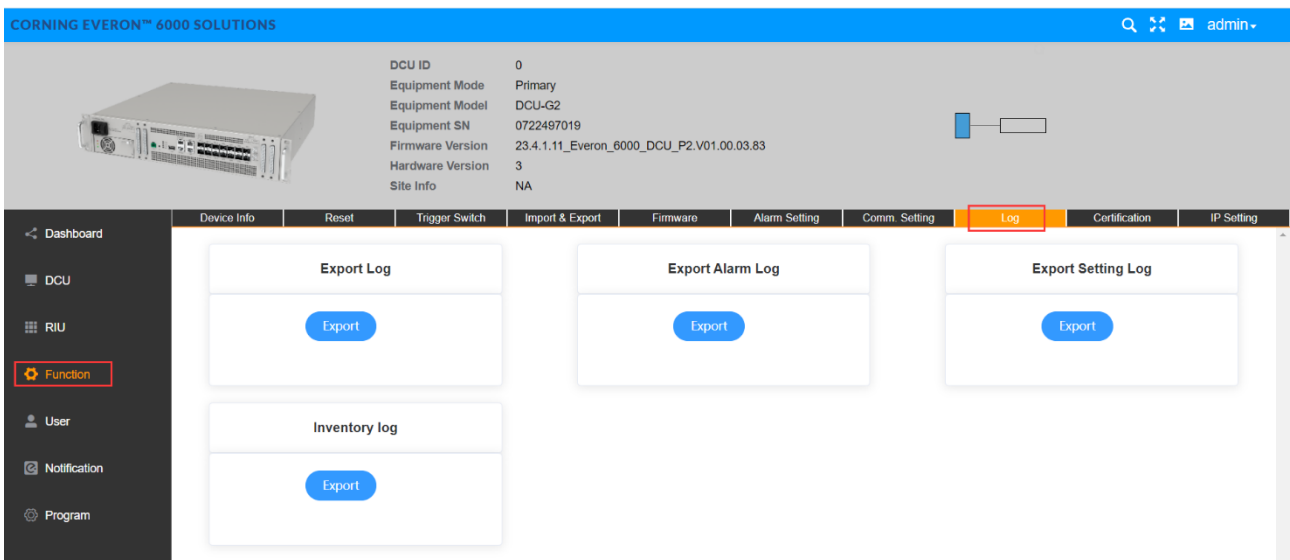 CORNING EVERON™ 6000 SOLUTIONS
admin
DCU ID 0
Equipment Mode Primary
Equipment Model DCU-G2
Equipment SN 0722497019
Firmware Version 23.4.1.11_Everon_6000_DCU_P2.V01.00.03.83
Hardware Version 3
Site Info NA
Device Info Reset Trigger Switch Import & Export Firmware Alarm Setting Comm. Setting Log Certification IP Setting
Dashboard
DCU
RIU
Function
User
Notification
Program
Export Log
Export
Export Alarm Log
Export
Export Setting Log
Export
Inventory log
Export